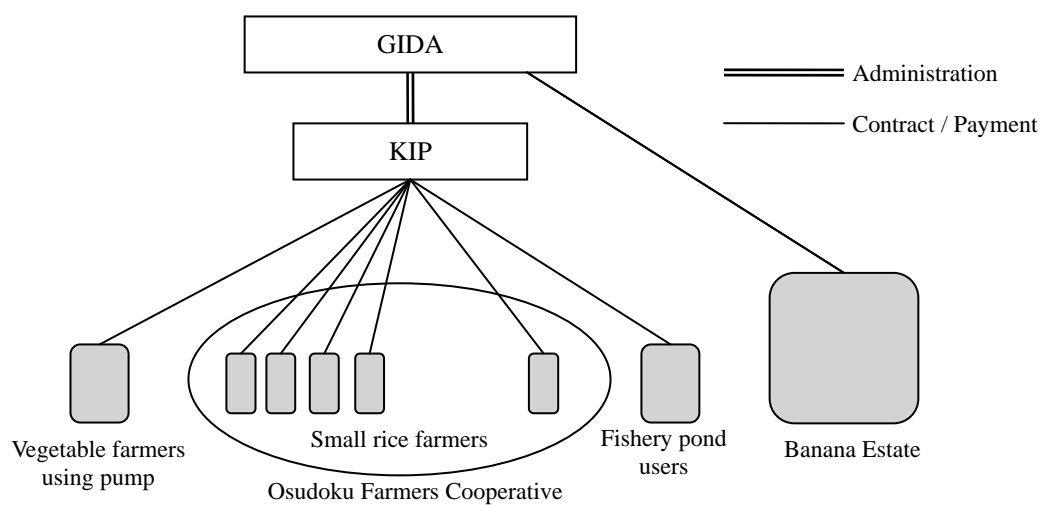 GIDA
Administration
Contract / Payment
KIP
Vegetable farmers
using pump
Small rice farmers
Osudoku Farmers Cooperative
Fishery pond
users
Banana Estate